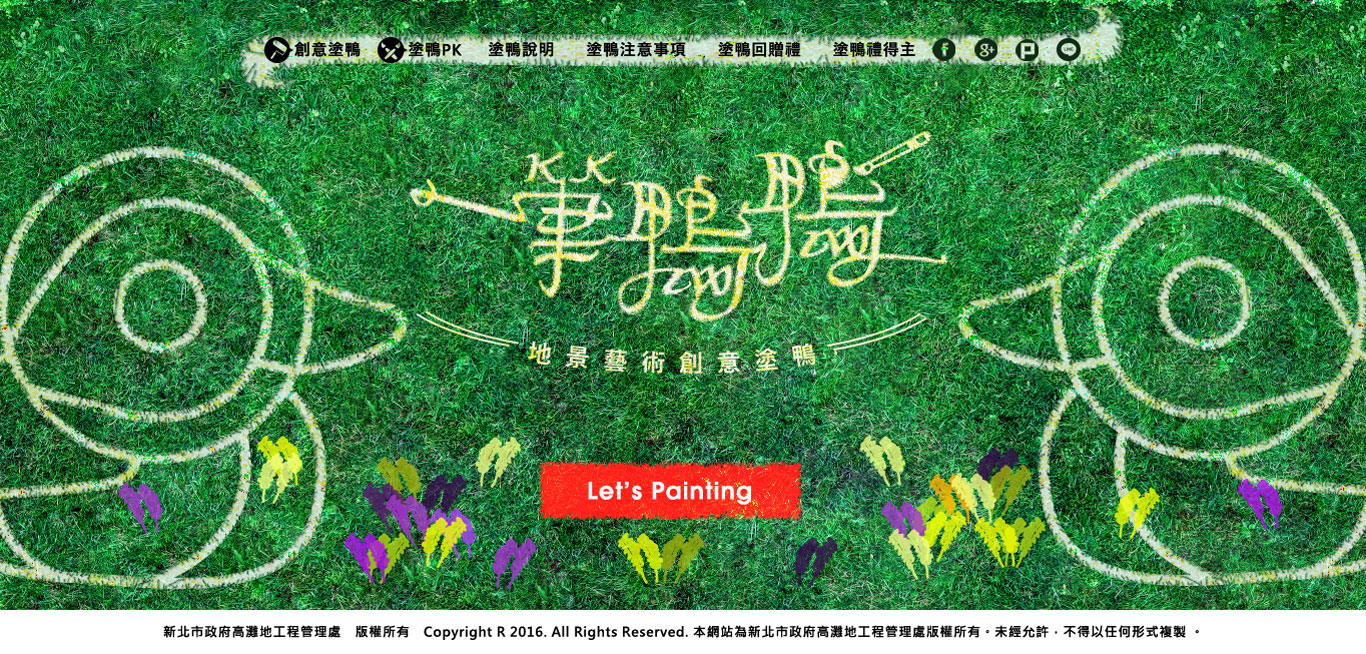 創意塗鴨 塗鴨PK 塗鴨說明 塗鴨注意事項 塗鴨回贈禮 塗鴨禮得主
K.K
筆鴨鴨
地景藝術創意塗鴨
Let's Painting
新北市政府高灘地工程管理處 版權所有 Copyright R 2016. All Rights Reserved. 本網站為新北市政府高灘地工程管理處版權所有。未經允許，不得以任何形式複製 。